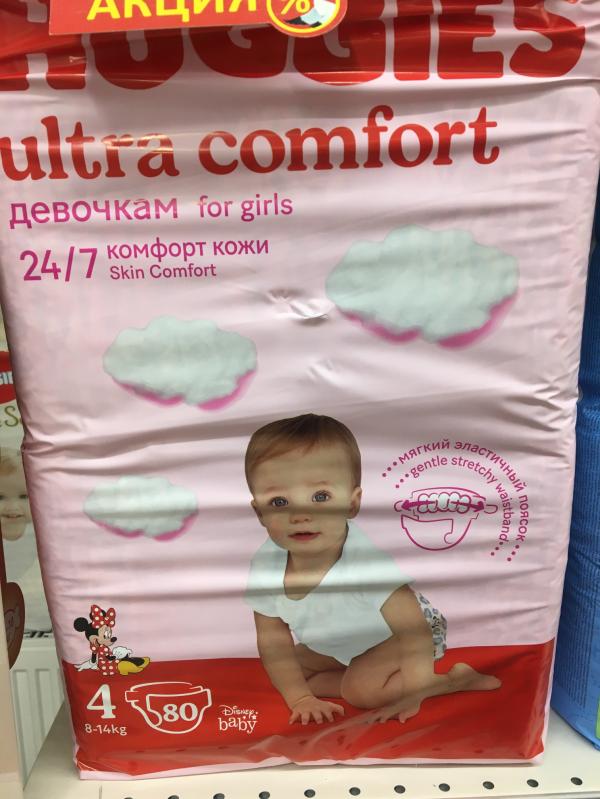 АКЦИЯ %
HUGGIES
ultra comfort
девочкам for girls
24/7 комфорт кожи
Skin Comfort
мягкий эластичный поясок
gentle stretchy waistband
4
8-14kg
80
Disney
baby